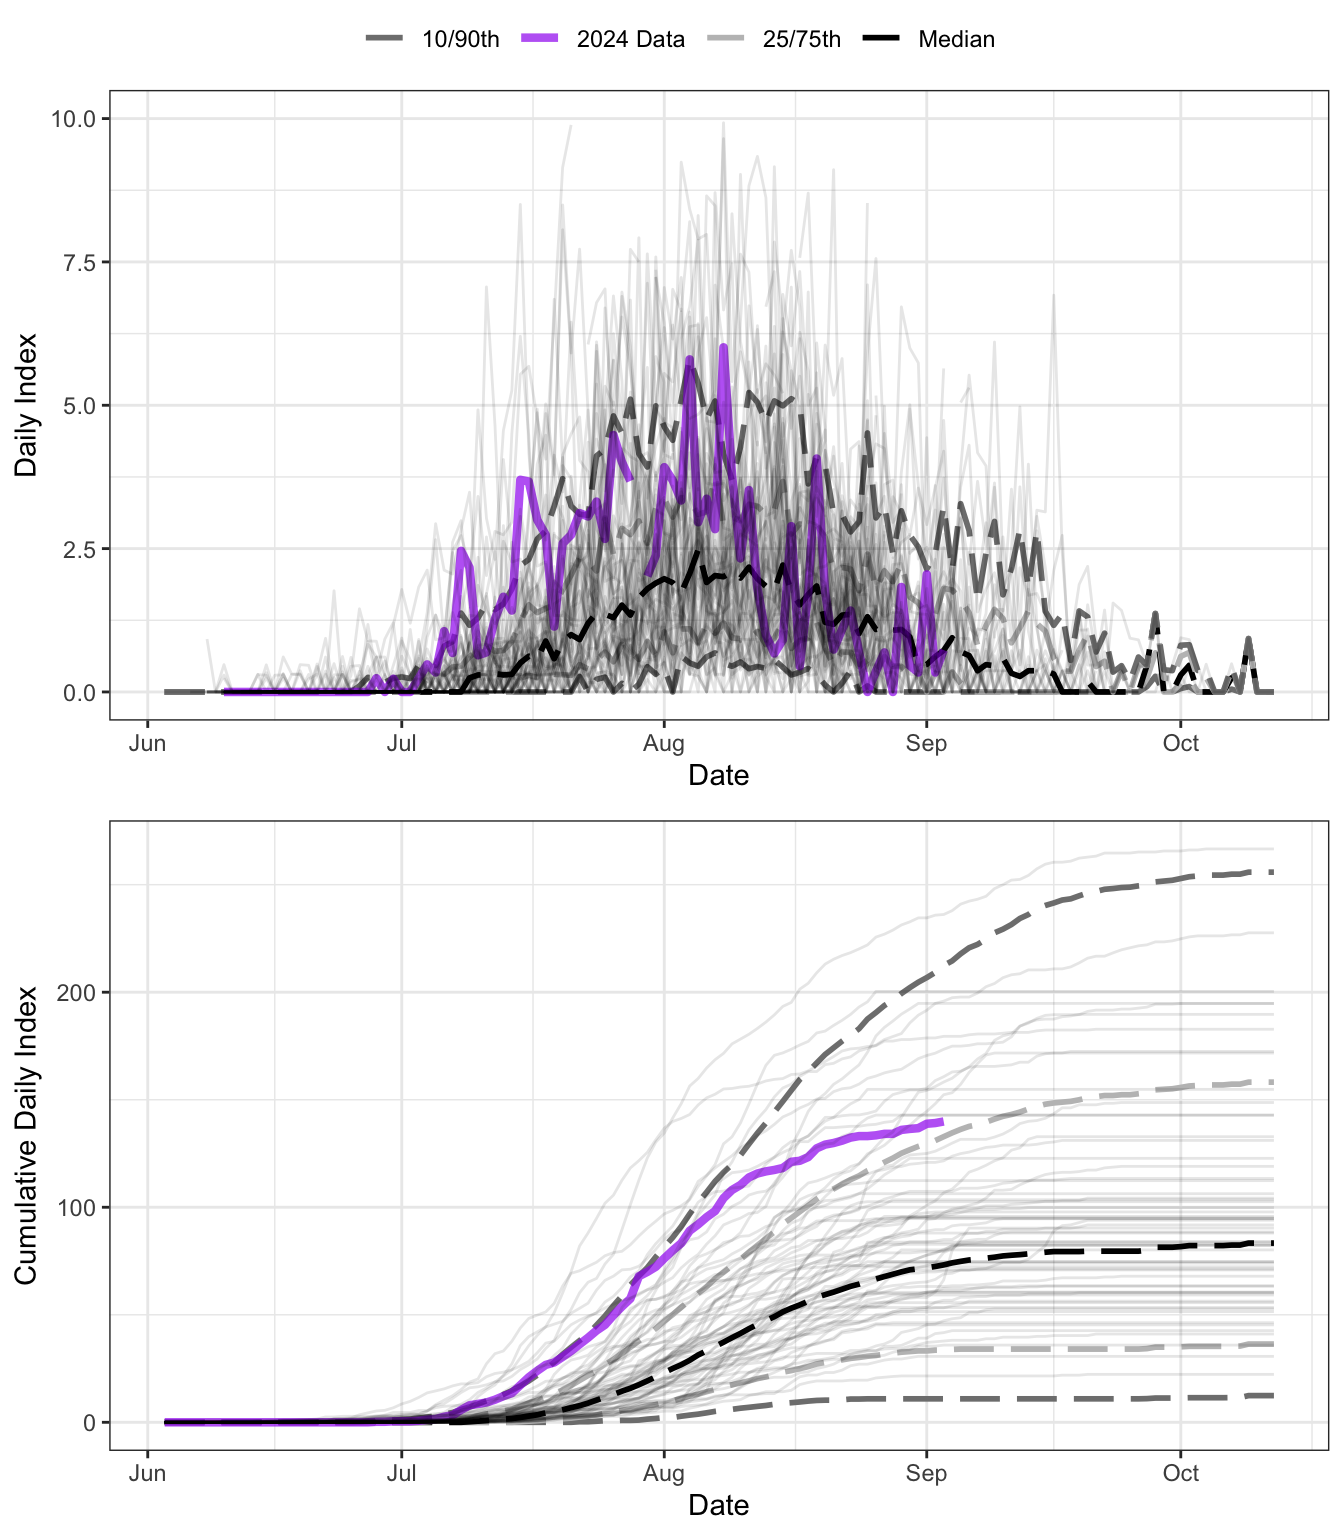 10/90th 2024 Data 25/75th Median
10.0
7.5
5.0
2.5
0.0
Daily Index
Jun Jul Aug Sep Oct
Date
200
100
0
Cumulative Daily Index
Jun Jul Aug Sep Oct
Date